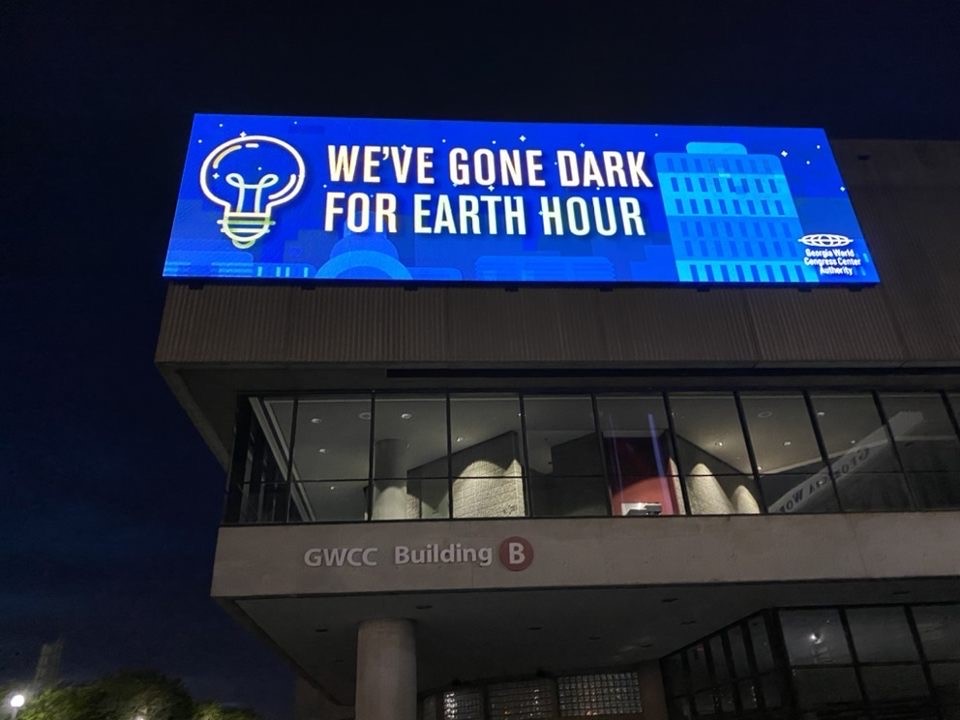 WE'VE GONE DARK
FOR EARTH HOUR
Georgia World
Congress Center
Authority
GWCC Building B